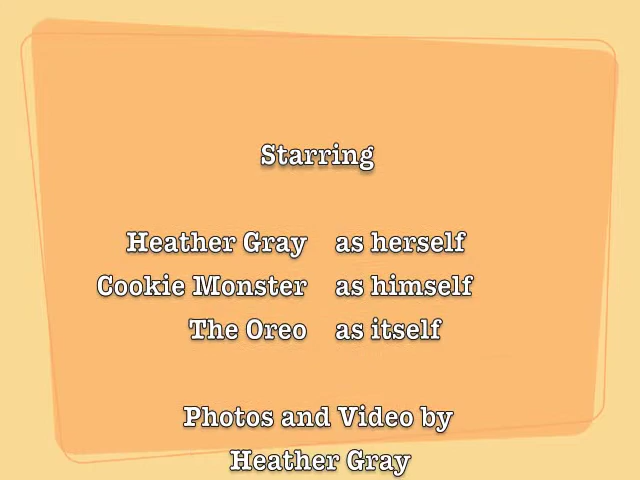 Starring
Heather Gray as herself
Cookie Monster as himself
The Oreo as itself
Photos and Video by
Heather Gray